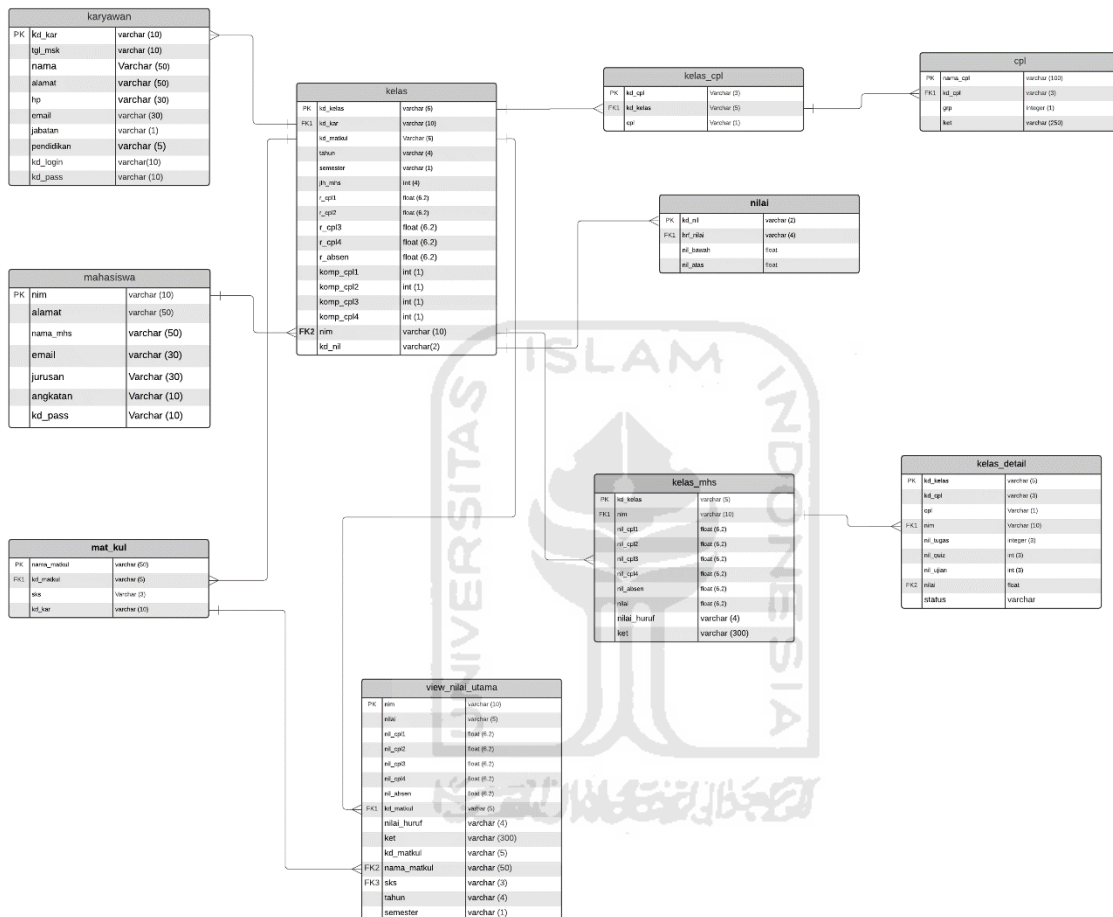 karyawan
PK kd_kar varchar (10)
tgl_msk varchar (10)
nama Varchar (50)
alamat varchar (50)
hp varchar (30)
email varchar (30)
jabatan varchar (1)
pendidikan varchar (5)
kd_login varchar(10)
kd_pass varchar (10)
kelas
PK kd_kelas varchar (5)
FK1 kd_kar varchar (10)
kd_matkul Varchar (5)
tahun varchar (4)
semester varchar (1)
jlh_mhs Int (4)
r_cpl1 float (6.2)
r_cpl2 float (6.2)
r_cpl3 float (6.2)
r_cpl4 float (6.2)
r_absen float (6.2)
komp_cpl1 int (1)
komp_cpl2 int (1)
komp_cpl3 int (1)
komp_cpl4 int (1)
FK2 nim varchar (10)
kd_nil varchar(2)
kelas_cpl
PK kd_cpl Varchar (3)
FK1 kd_kelas Varchar (5)
cpl Varchar (1)
cpl
PK nama_cpl varchar (100)
FK1 kd_cpl varchar (3)
grp integer (1)
ket varchar (250)
nilai
PK kd_nil varchar (2)
FK1 hrf_nilai varchar (4)
nil_bawah float
nil_atas float
mahasiswa
PK nim varchar (10)
alamat varchar (50)
nama_mhs varchar (50)
email varchar (30)
jurusan Varchar (30)
angkatan Varchar (10)
kd_pass Varchar (10)
kelas_mhs
PK kd_kelas varchar (5)
FK1 nim varchar (10)
nil_cpl1 float (6.2)
nil_cpl2 float (6.2)
nil_cpl3 float (6.2)
nil_cpl4 float (6.2)
nil_absen float (6.2)
nilai float (6.2)
nilai_huruf varchar (4)
ket varchar (300)
kelas_detail
PK kd_kelas varchar (5)
kd_cpl varchar (3)
cpl Varchar (1)
FK1 nim Varchar (10)
nil_tugas integer (3)
nil_quiz int (3)
nil_ujian int (3)
FK2 nilai float
status varchar
mat_kul
PK nama_matkul varchar (50)
FK1 kd_matkul varchar (5)
sks Varchar (3)
kd_kar varchar (10)
view_nilai_utama
PK nim varchar (10)
nilai varchar (5)
nil_cpl1 float (6.2)
nil_cpl2 float (6.2)
nil_cpl3 float (6.2)
nil_cpl4 float (6.2)
nil_absen float (6.2)
FK1 kd_matkul varhar (5)
nilai_huruf varchar (4)
ket varchar (300)
kd_matkul varchar (5)
FK2 nama_matkul varchar (50)
FK3 sks varchar (3)
tahun varchar (4)
semester varchar (1)
UNIVERSITAS
ISLAM
INDONESIA